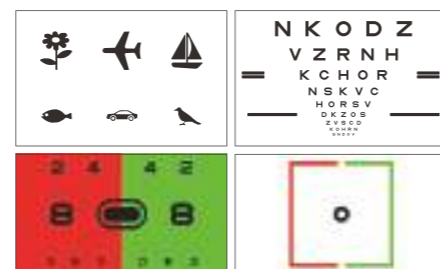 N K O D Z
V Z R N H
K C H O R
N S K V C
H O R S V
D K Z O S
Z V S C D
K O H R N
2 4 4 2
8 8